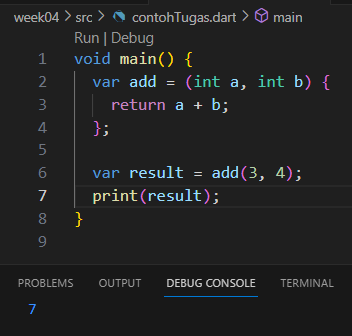 week04 > src > contohTugas.dart > main
Run | Debug
1 void main() {
2   var add = (int a, int b) {
3     return a + b;
4   };
5
6   var result = add(3, 4);
7   print(result);
8 }
9
PROBLEMS OUTPUT DEBUG CONSOLE TERMINAL
7